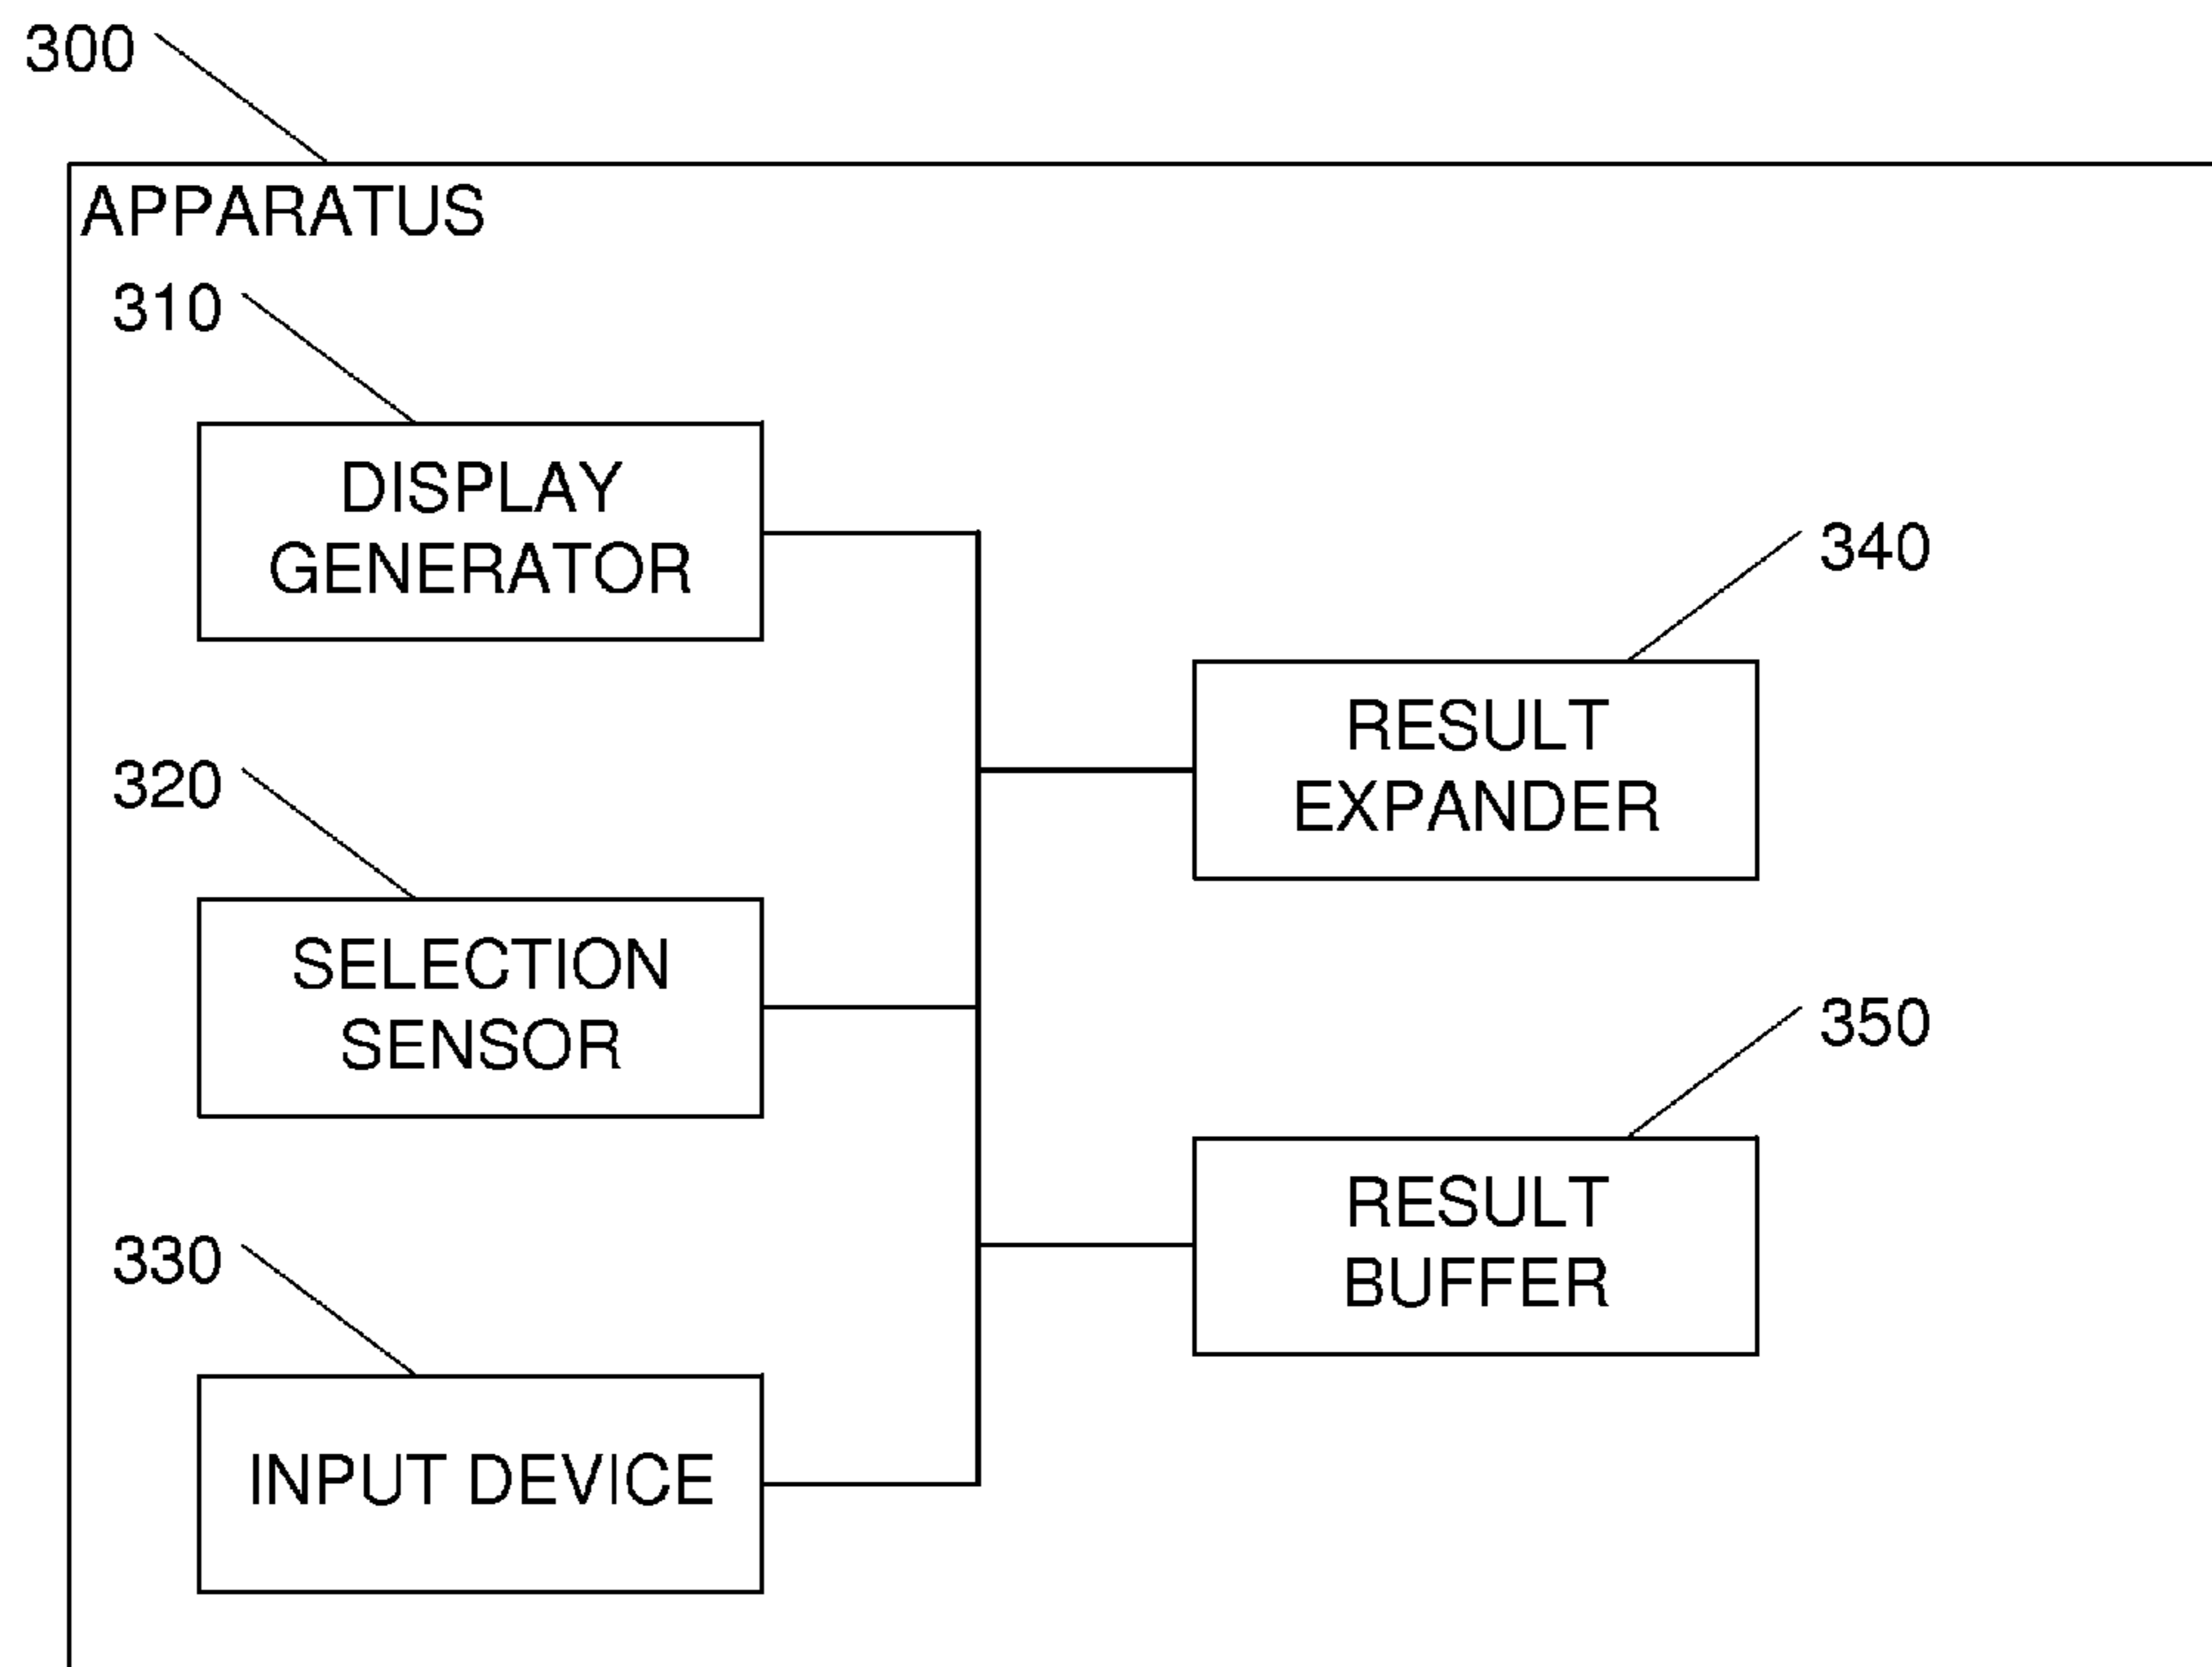 300
APPARATUS
310
DISPLAY
GENERATOR
340
RESULT
EXPANDER
320
SELECTION
SENSOR
350
RESULT
BUFFER
330
INPUT DEVICE